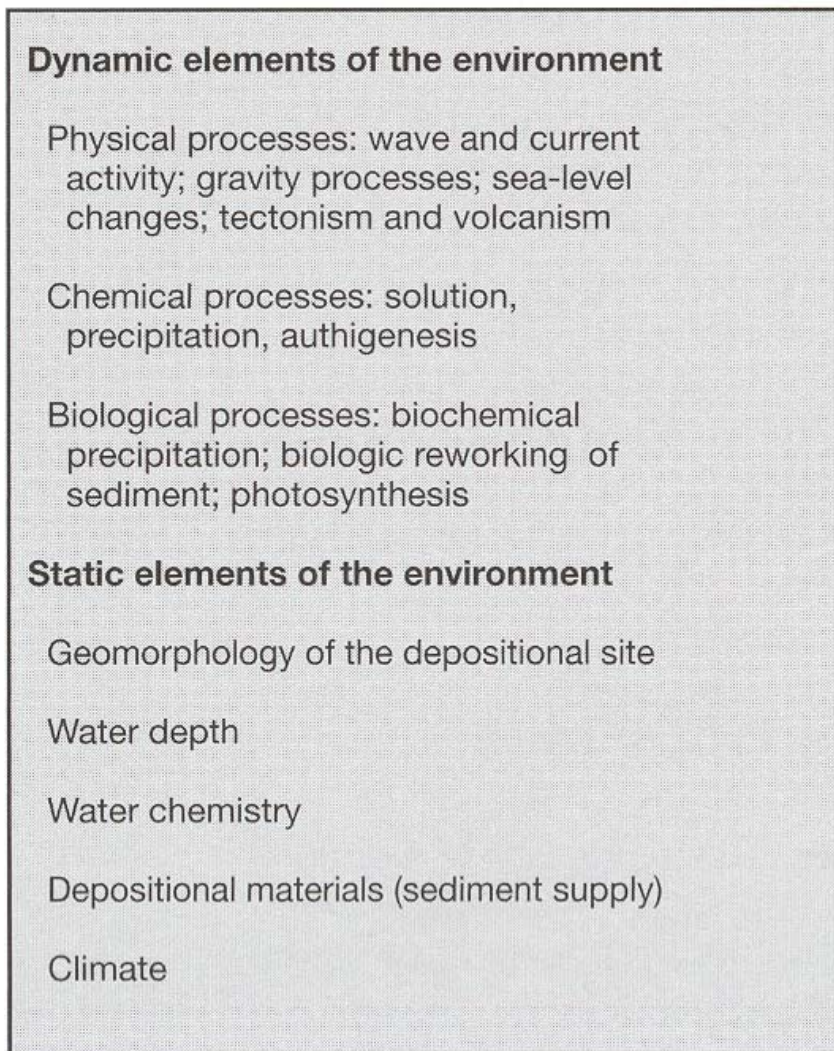 Dynamic elements of the environment
Physical processes: wave and current
activity; gravity processes; sea-level
changes; tectonism and volcanism
Chemical processes: solution,
precipitation, authigenesis
Biological processes: biochemical
precipitation; biologic reworking of
sediment; photosynthesis
Static elements of the environment
Geomorphology of the depositional site
Water depth
Water chemistry
Depositional materials (sediment supply)
Climate